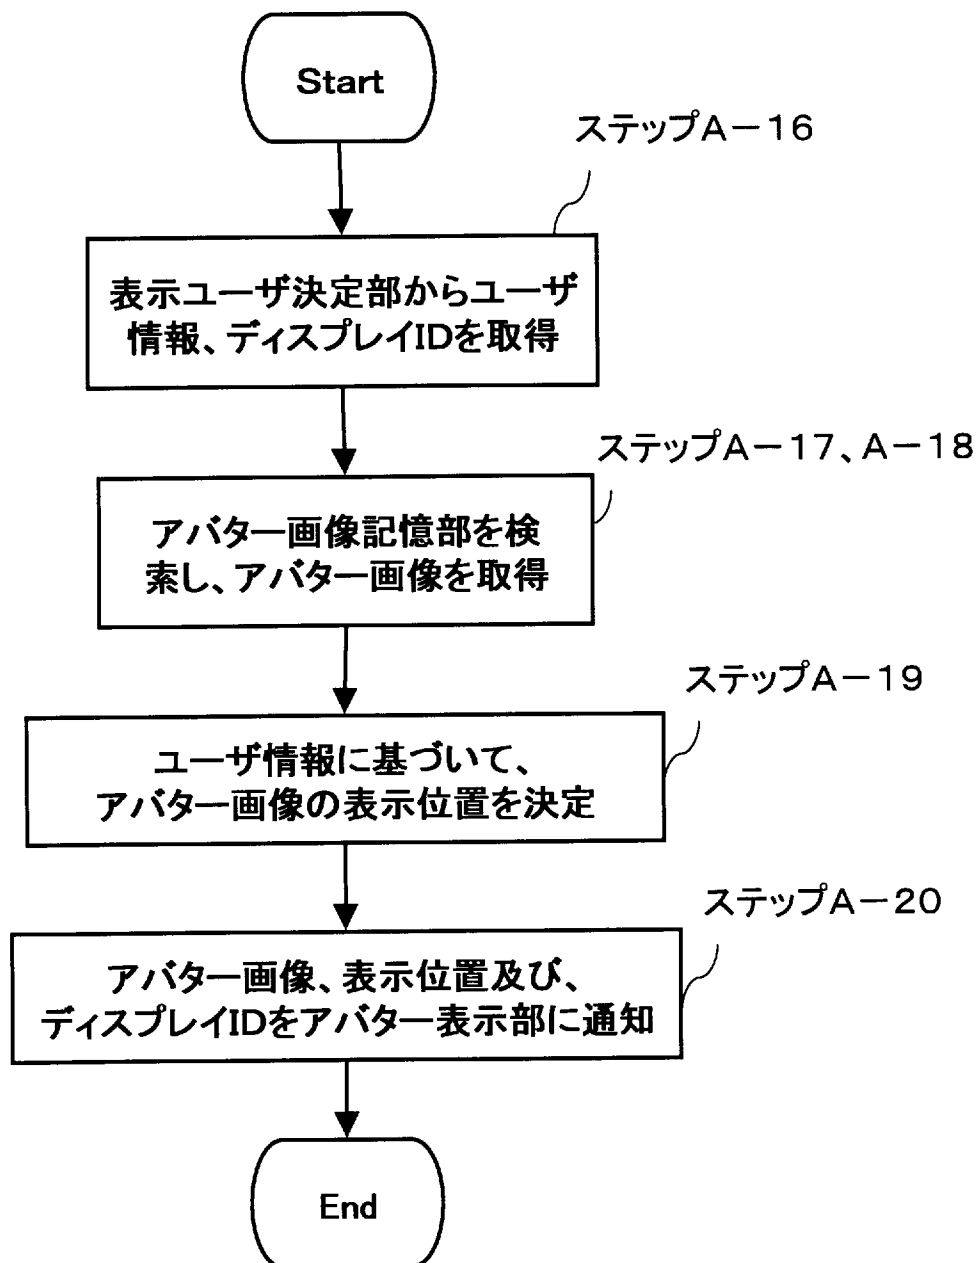 Start
ステップA－16
表示ユーザ決定部からユーザ
情報、ディスプレイIDを取得
ステップA－17、A－18
アバター画像記憶部を検
索し、アバター画像を取得
ステップA－19
ユーザ情報に基づいて、
アバター画像の表示位置を決定
ステップA－20
アバター画像、表示位置及び、
ディスプレイIDをアバター表示部に通知
End